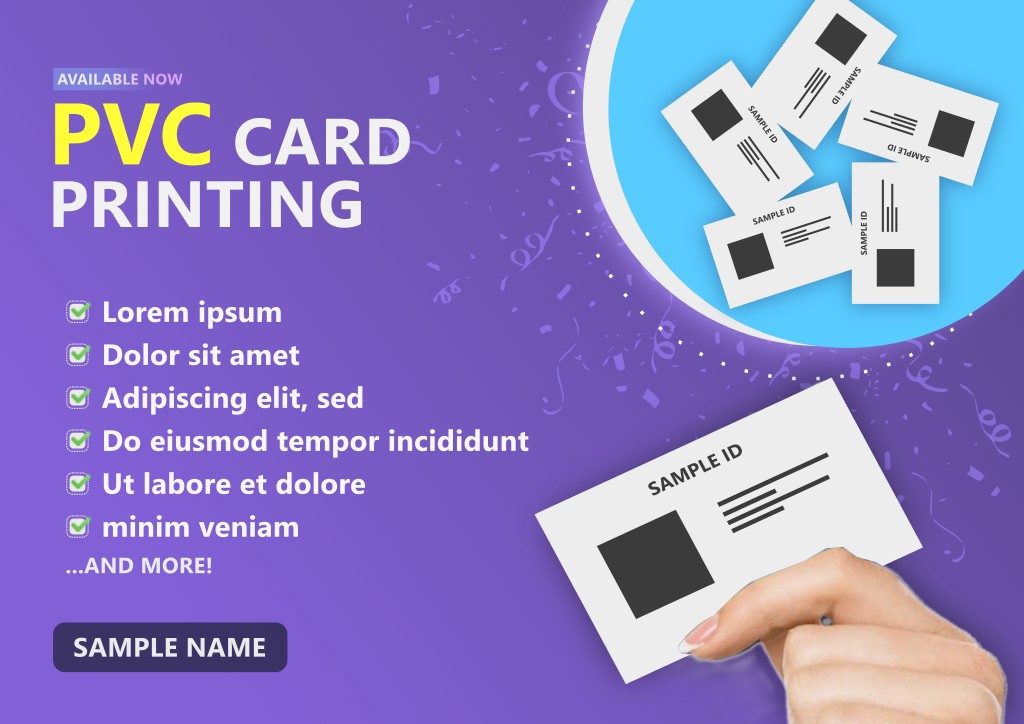 AVAILABLE NOW
PVC CARD
PRINTING
Lorem ipsum
Dolor sit amet
Adipiscing elit, sed
Do eiusmod tempor incididunt
Ut labore et dolore
minim veniam
...AND MORE!
SAMPLE NAME
SAMPLE ID
SAMPLE ID
SAMPLE ID
SAMPLE ID
SAMPLE ID
SAMPLE ID